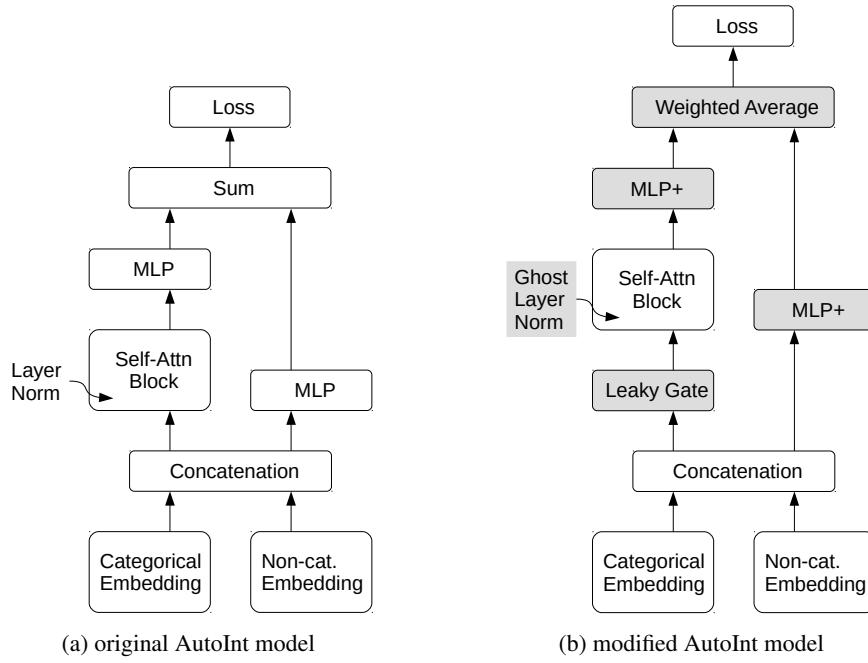 Loss
Sum
MLP
Self-Attn
Block
Layer
Norm
MLP
Concatenation
Categorical
Embedding
Non-cat.
Embedding
(a) original AutoInt model
Loss
Weighted Average
MLP+
Ghost
Layer
Norm
Self-Attn
Block
MLP+
Leaky Gate
Concatenation
Categorical
Embedding
Non-cat.
Embedding
(b) modified AutoInt model